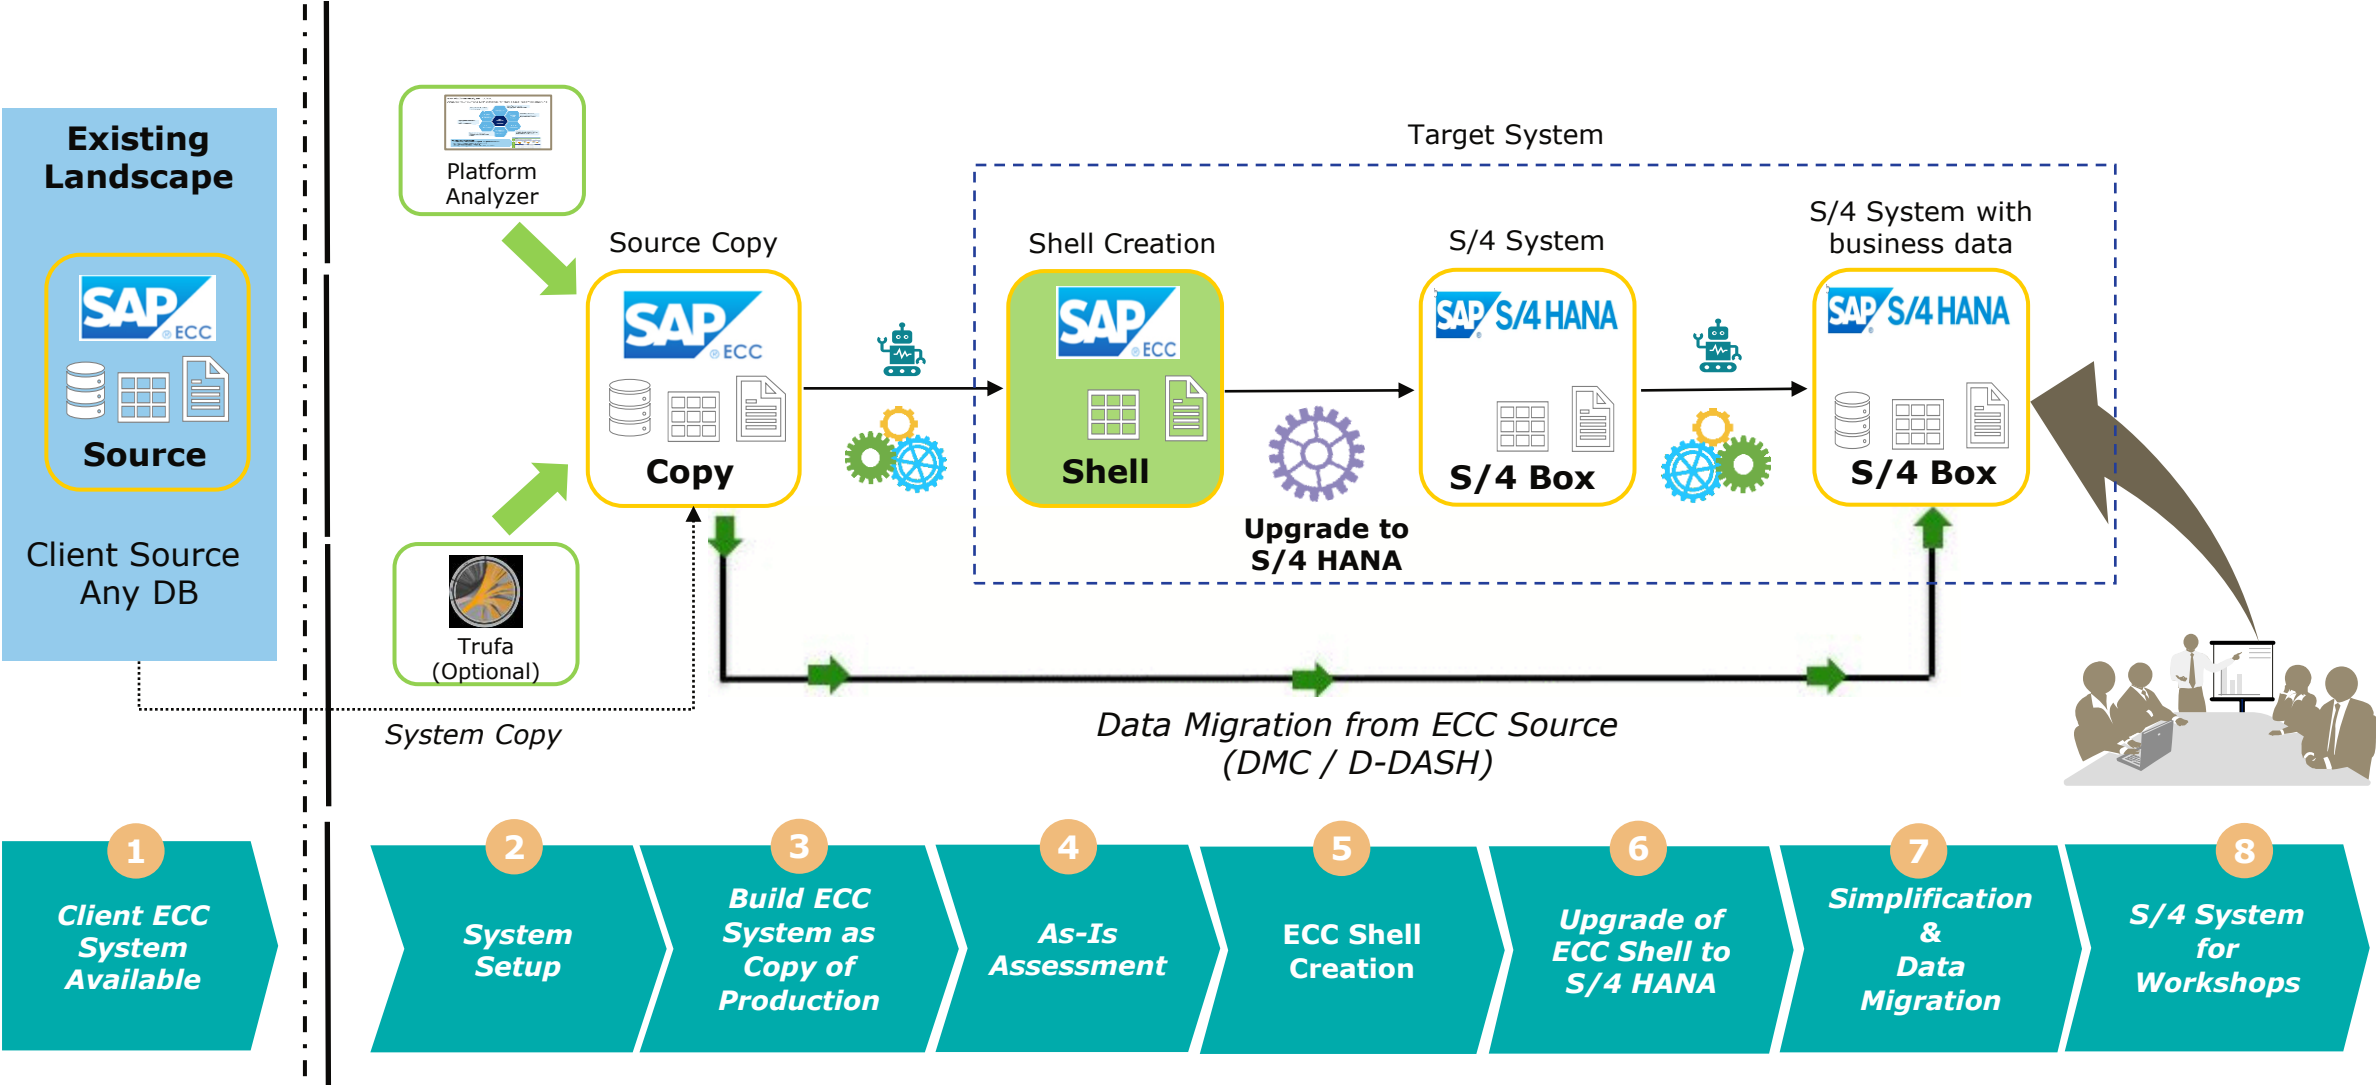 Existing
Landscape
SAP
® ECC
Source
Client Source
Any DB
Platform
Analyzer
Trufa
(Optional)
System Copy
Source Copy
SAP
® ECC
Copy
Target System
Shell Creation
SAP
® ECC
Shell
Upgrade to
S/4 HANA
S/4 System
SAP® S/4HANA
S/4 Box
S/4 System with
business data
SAP® S/4HANA
S/4 Box
Data Migration from ECC Source
(DMC / D-DASH)
1
Client ECC
System
Available
2
System
Setup
3
Build ECC
System as
Copy of
Production
4
As-Is
Assessment
5
ECC Shell
Creation
6
Upgrade of
ECC Shell to
S/4 HANA
7
Simplification
&
Data
Migration
8
S/4 System
for
Workshops